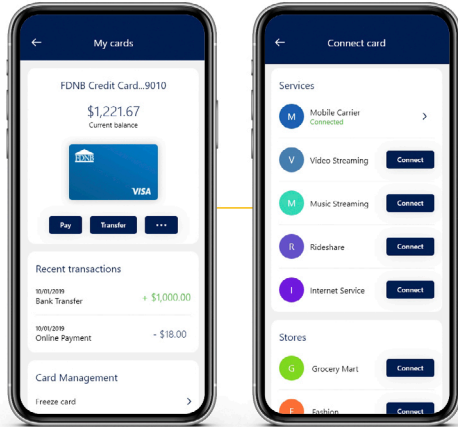 My cards
FDNB Credit Card...9010
$1,221.67
Current balance
FDNB
VISA
Pay
Transfer
Recent transactions
10/01/2019
Bank Transfer
+ $1,000.00
10/01/2019
Online Payment
- $18.00
Card Management
Freeze card
Connect card
Services
M
Mobile Carrier
Connected
V
Video Streaming
Connect
M
Music Streaming
Connect
R
Rideshare
Connect
I
Internet Service
Connect
Stores
G
Grocery Mart
Connect
F
Fashion
Connect